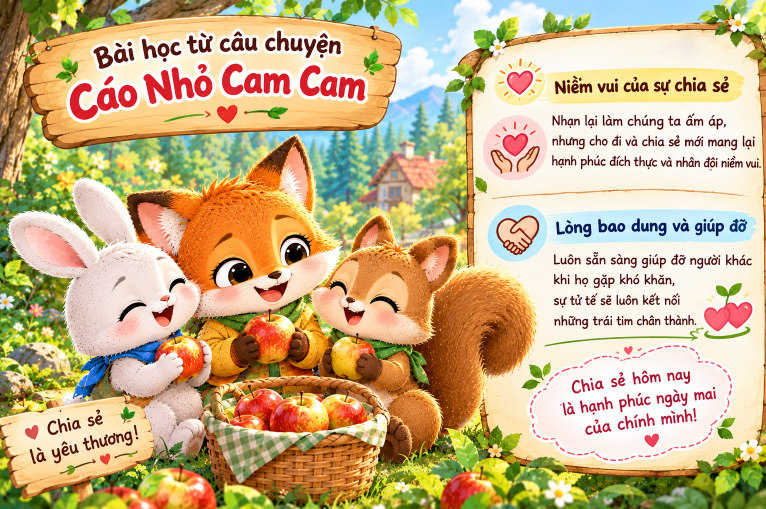 Bài học từ câu chuyện
Cáo Nhỏ Cam Cam
Niềm vui của sự chia sẻ
Nhạn lại làm chúng ta ấm áp,
nhưng cho đi và chia sẻ mới mang lại
hạnh phúc đích thực và nhân đội niềm vui.
Lòng bao dung và giúp đỡ
Luôn sẵn sàng giúp đỡ người khác
khi họ gặp khó khăn,
sự tử tế sẽ luôn kết nối
những trái tim chân thành.
Chia sẻ hôm nay
là hạnh phúc ngày mai
của chính mình!
Chia sẻ
là yêu thương!